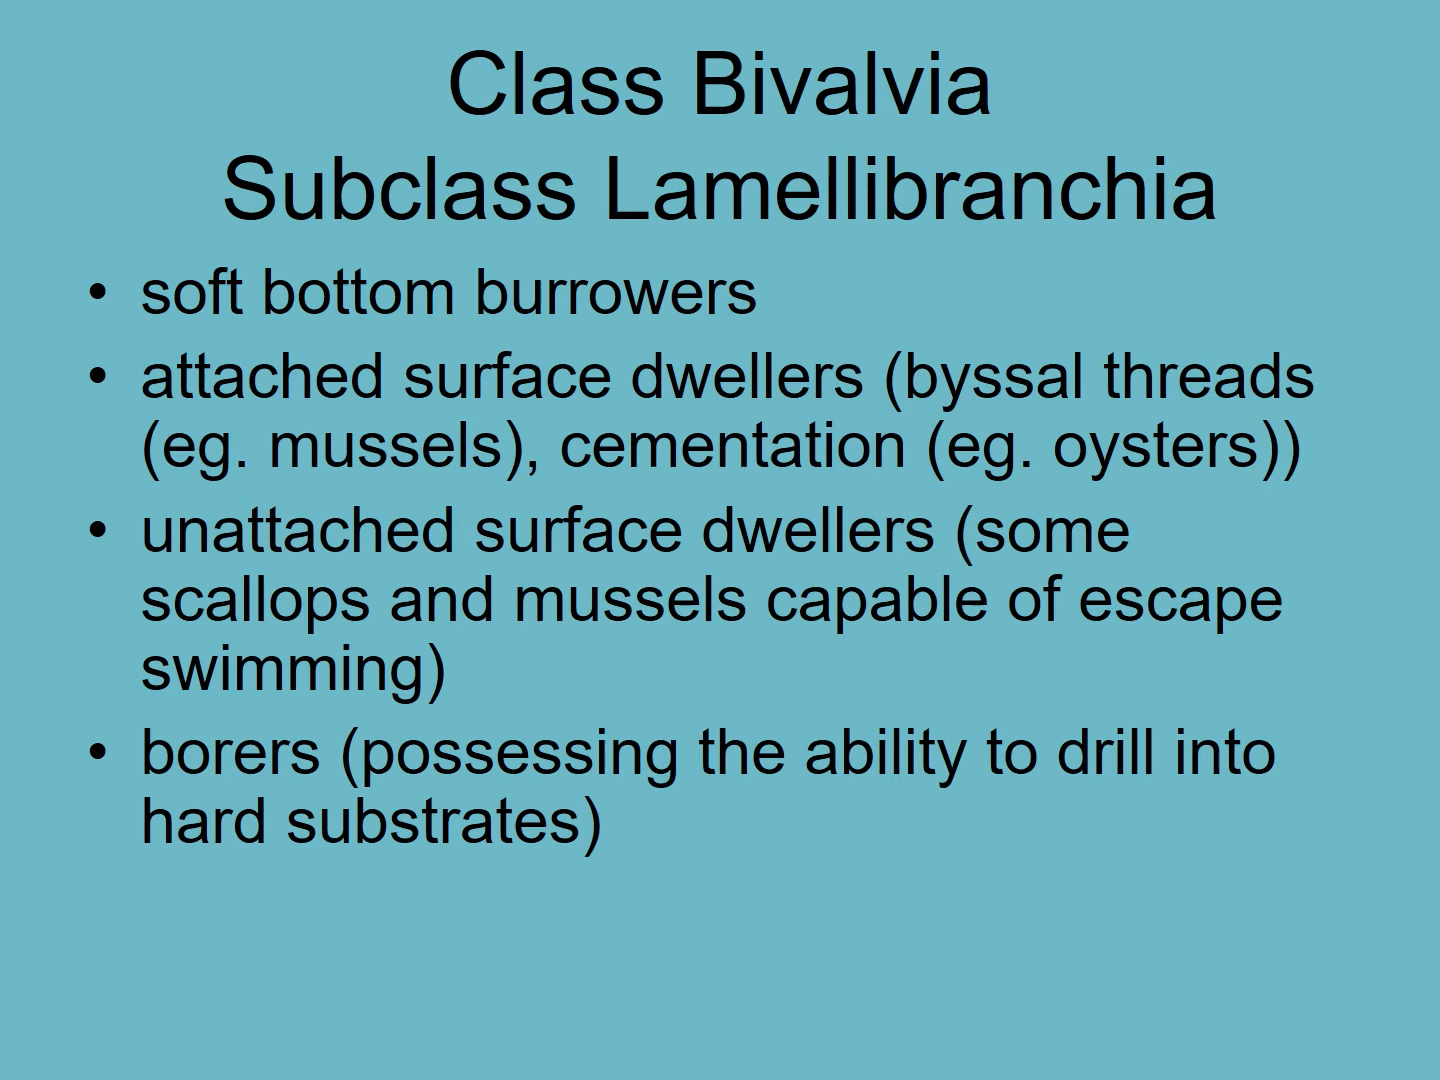 Class Bivalvia
Subclass Lamellibranchia
• soft bottom burrowers
• attached surface dwellers (byssal threads
(eg. mussels), cementation (eg. oysters))
• unattached surface dwellers (some
scallops and mussels capable of escape
swimming)
• borers (possessing the ability to drill into
hard substrates)